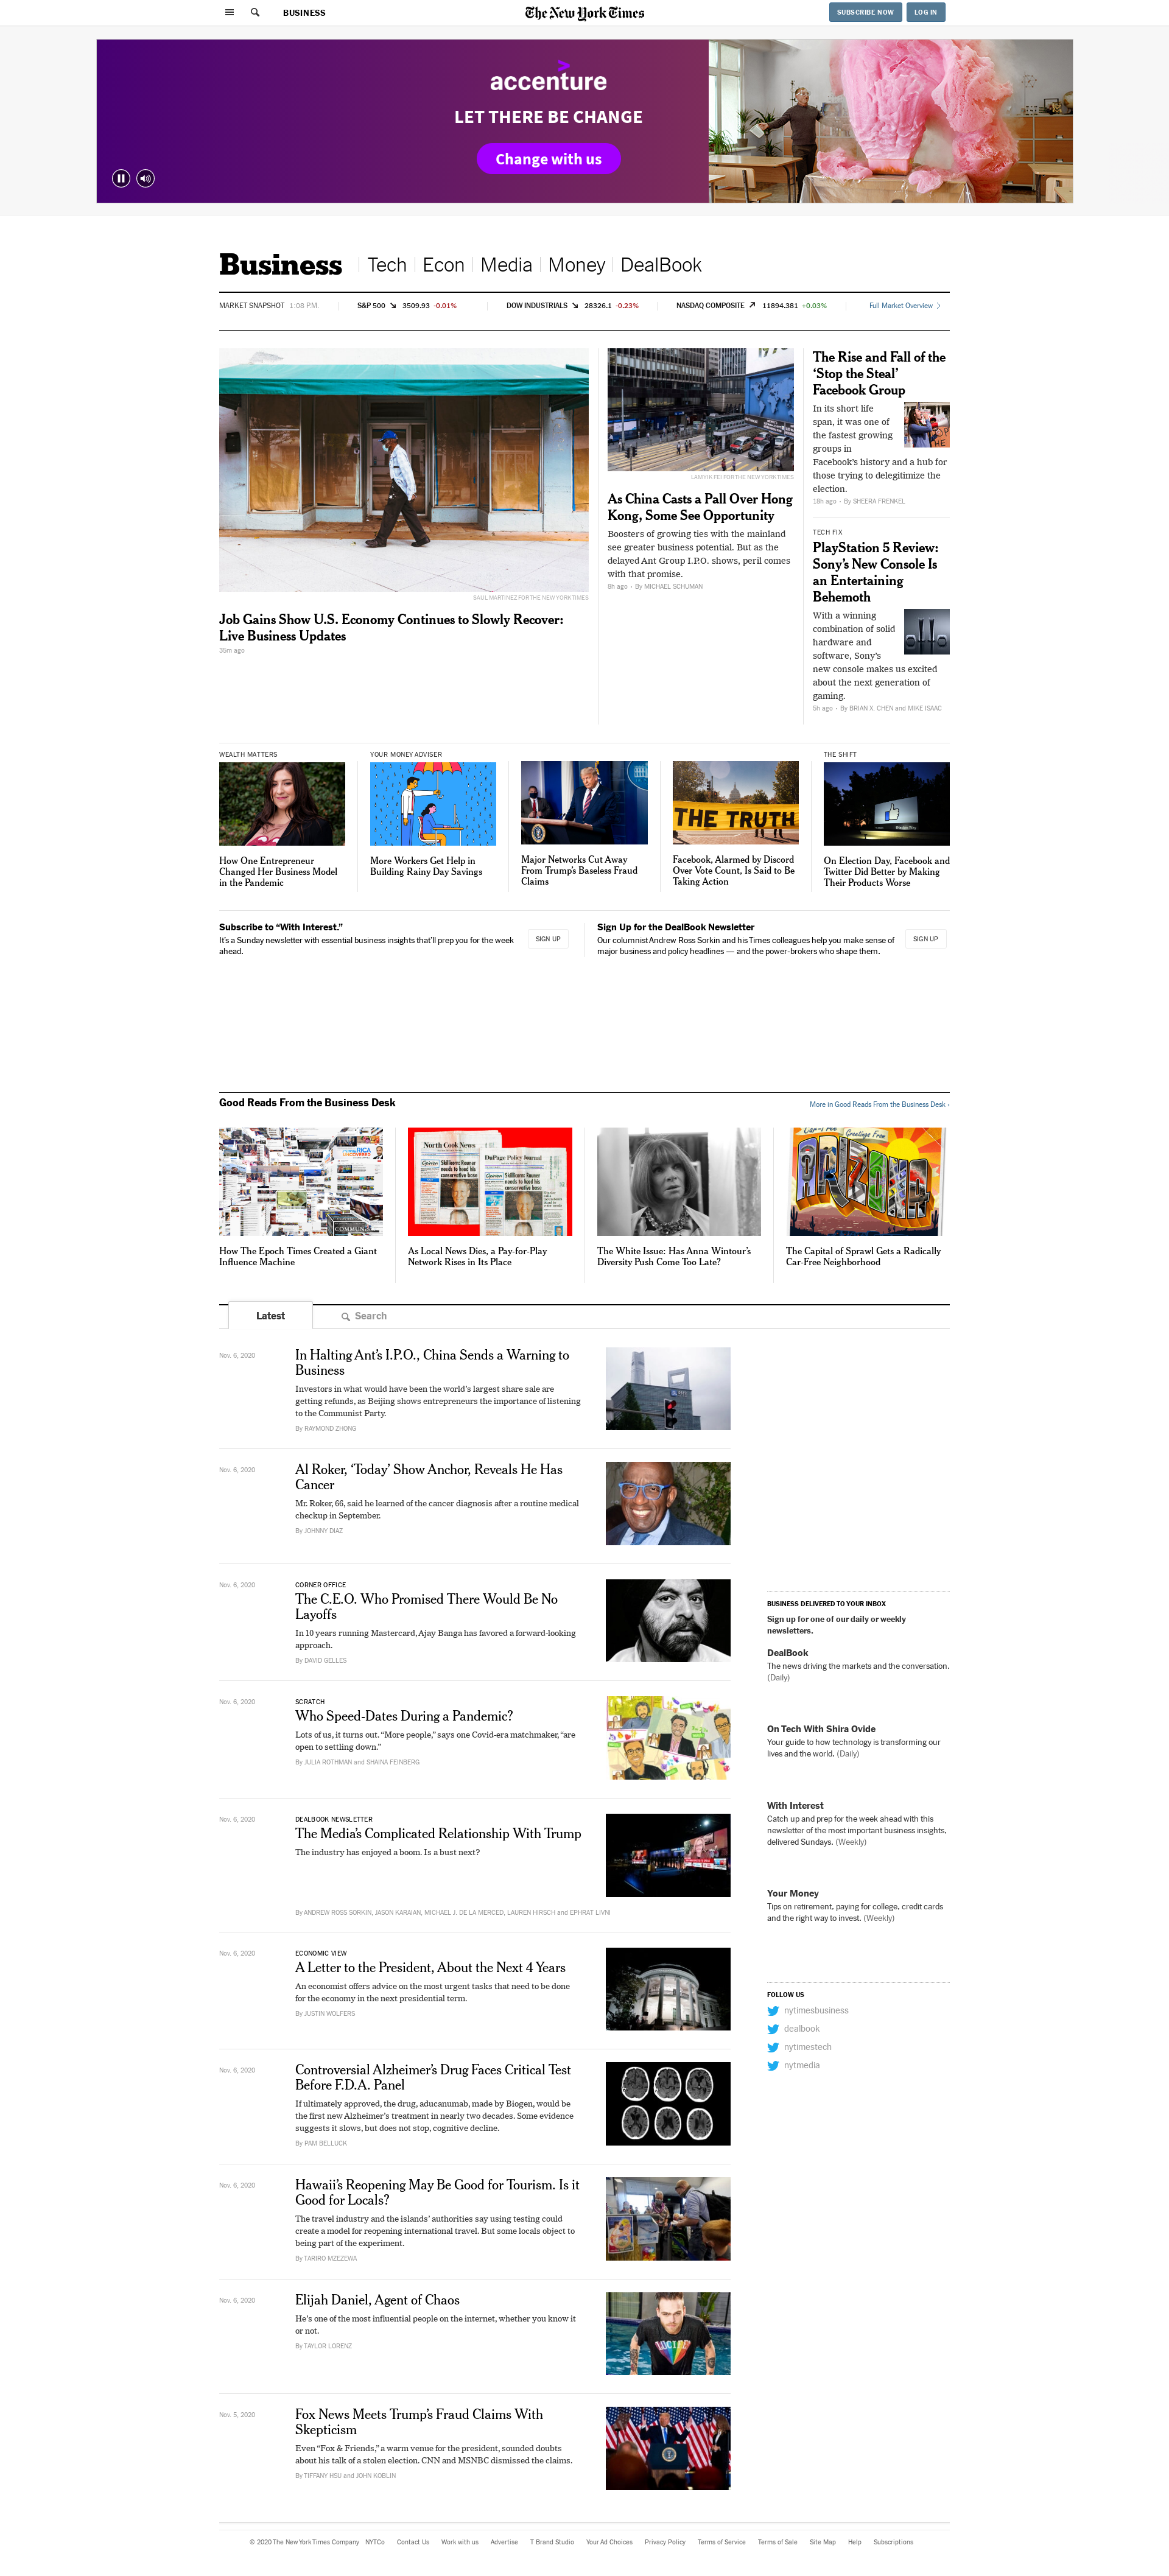 BUSINESS
The New York Times
SUBSCRIBE NOW
LOG IN
accenture
LET THERE BE CHANGE
Change with us
Business
Tech
Econ
Media
Money
DealBook
MARKET SNAPSHOT 1:08 P.M.
S&P 500 3509.93 -0.01%
DOW INDUSTRIALS 28326.1 -0.23%
NASDAQ COMPOSITE 11894.381 +0.03%
Full Market Overview
SAUL MARTINEZ FOR THE NEW YORK TIMES
Job Gains Show U.S. Economy Continues to Slowly Recover:
Live Business Updates
35m ago
LAM YIK FEI FOR THE NEW YORK TIMES
As China Casts a Pall Over Hong
Kong, Some See Opportunity
Boosters of growing ties with the mainland
see greater business potential. But as the
delayed Ant Group I.P.O. shows, peril comes
with that promise.
8h ago • By MICHAEL SCHUMAN
The Rise and Fall of the
‘Stop the Steal’
Facebook Group
In its short life
span, it was one of
the fastest growing
groups in
Facebook’s history and a hub for
those trying to delegitimize the
election.
18h ago • By SHEERA FRENKEL
TECH FIX
PlayStation 5 Review:
Sony’s New Console Is
an Entertaining
Behemoth
With a winning
combination of solid
hardware and
software, Sony’s
new console makes us excited
about the next generation of
gaming.
5h ago • By BRIAN X. CHEN and MIKE ISAAC
WEALTH MATTERS
How One Entrepreneur
Changed Her Business Model
in the Pandemic
YOUR MONEY ADVISER
More Workers Get Help in
Building Rainy Day Savings
Major Networks Cut Away
From Trump’s Baseless Fraud
Claims
THE TRUTH
Facebook, Alarmed by Discord
Over Vote Count, Is Said to Be
Taking Action
THE SHIFT
On Election Day, Facebook and
Twitter Did Better by Making
Their Products Worse
Subscribe to “With Interest.”
It’s a Sunday newsletter with essential business insights that’ll prep you for the week
ahead.
SIGN UP
Sign Up for the DealBook Newsletter
Our columnist Andrew Ross Sorkin and his Times colleagues help you make sense of
major business and policy headlines — and the power-brokers who shape them.
SIGN UP
Good Reads From the Business Desk
More in Good Reads From the Business Desk ›
How The Epoch Times Created a Giant
Influence Machine
North Cook News
DuPage Policy Journal
As Local News Dies, a Pay-for-Play
Network Rises in Its Place
The White Issue: Has Anna Wintour’s
Diversity Push Come Too Late?
Greetings From
ARIZONA
The Capital of Sprawl Gets a Radically
Car-Free Neighborhood
Latest
Search
Nov. 6, 2020
In Halting Ant’s I.P.O., China Sends a Warning to
Business
Investors in what would have been the world’s largest share sale are
getting refunds, as Beijing shows entrepreneurs the importance of listening
to the Communist Party.
By RAYMOND ZHONG
Nov. 6, 2020
Al Roker, ‘Today’ Show Anchor, Reveals He Has
Cancer
Mr. Roker, 66, said he learned of the cancer diagnosis after a routine medical
checkup in September.
By JOHNNY DIAZ
Nov. 6, 2020
CORNER OFFICE
The C.E.O. Who Promised There Would Be No
Layoffs
In 10 years running Mastercard, Ajay Banga has favored a forward-looking
approach.
By DAVID GELLES
Nov. 6, 2020
SCRATCH
Who Speed-Dates During a Pandemic?
Lots of us, it turns out. “More people,” says one Covid-era matchmaker, “are
open to settling down.”
By JULIA ROTHMAN and SHAINA FEINBERG
Nov. 6, 2020
DEALBOOK NEWSLETTER
The Media’s Complicated Relationship With Trump
The industry has enjoyed a boom. Is a bust next?
By ANDREW ROSS SORKIN, JASON KARAIAN, MICHAEL J. DE LA MERCED, LAUREN HIRSCH and EPHRAT LIVNI
Nov. 6, 2020
ECONOMIC VIEW
A Letter to the President, About the Next 4 Years
An economist offers advice on the most urgent tasks that need to be done
for the economy in the next presidential term.
By JUSTIN WOLFERS
Nov. 6, 2020
Controversial Alzheimer’s Drug Faces Critical Test
Before F.D.A. Panel
If ultimately approved, the drug, aducanumab, made by Biogen, would be
the first new Alzheimer’s treatment in nearly two decades. Some evidence
suggests it slows, but does not stop, cognitive decline.
By PAM BELLUCK
Nov. 6, 2020
Hawaii’s Reopening May Be Good for Tourism. Is it
Good for Locals?
The travel industry and the islands’ authorities say using testing could
create a model for reopening international travel. But some locals object to
being part of the experiment.
By TARIRO MZEZEWA
Nov. 6, 2020
Elijah Daniel, Agent of Chaos
He’s one of the most influential people on the internet, whether you know it
or not.
By TAYLOR LORENZ
Nov. 5, 2020
Fox News Meets Trump’s Fraud Claims With
Skepticism
Even “Fox & Friends,” a warm venue for the president, sounded doubts
about his talk of a stolen election. CNN and MSNBC dismissed the claims.
By TIFFANY HSU and JOHN KOBLIN
BUSINESS DELIVERED TO YOUR INBOX
Sign up for one of our daily or weekly
newsletters.
DealBook
The news driving the markets and the conversation.
(Daily)
On Tech With Shira Ovide
Your guide to how technology is transforming our
lives and the world. (Daily)
With Interest
Catch up and prep for the week ahead with this
newsletter of the most important business insights,
delivered Sundays. (Weekly)
Your Money
Tips on retirement, paying for college, credit cards
and the right way to invest. (Weekly)
FOLLOW US
nytimesbusiness
dealbook
nytimestech
nytmedia
© 2020 The New York Times Company NYTCo Contact Us Work with us Advertise T Brand Studio Your Ad Choices Privacy Policy Terms of Service Terms of Sale Site Map Help Subscriptions